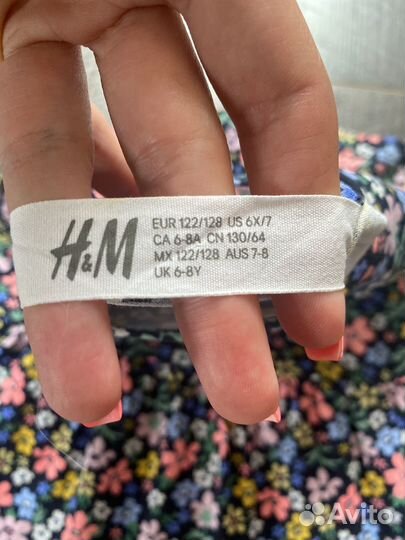 H&M
EUR 122/128 US 6X/7
CA 6-8A CN 130/64
MX 122/128 AUS 7-8
UK 6-8Y
Avito